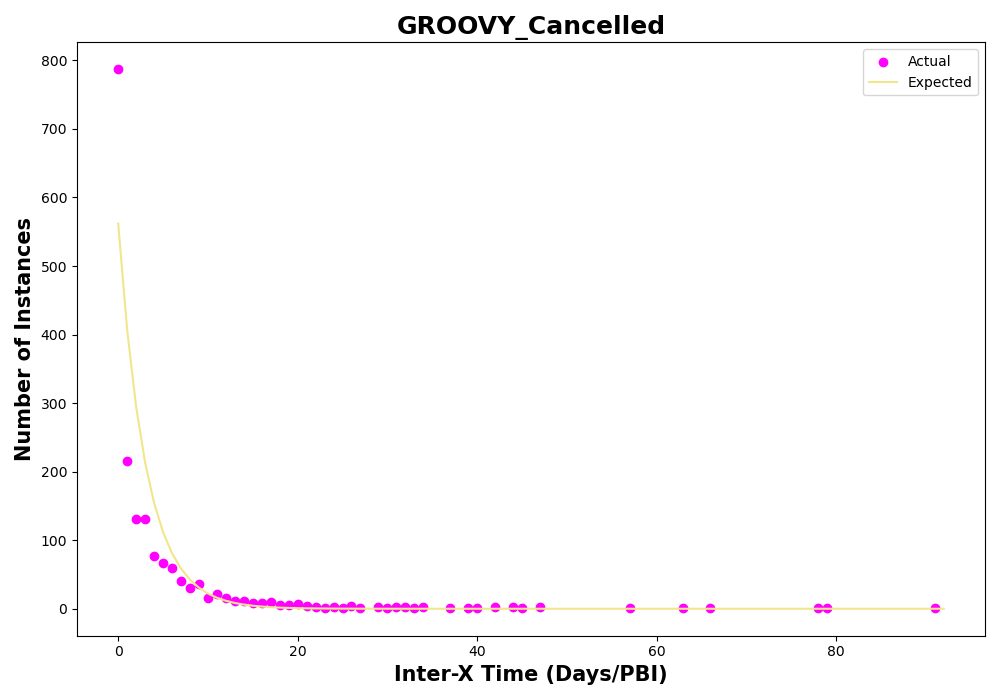 GROOVY_Cancelled
Actual
Expected
800
700
600
500
400
300
200
100
0
Number of Instances
0 20 40 60 80
Inter-X Time (Days/PBI)